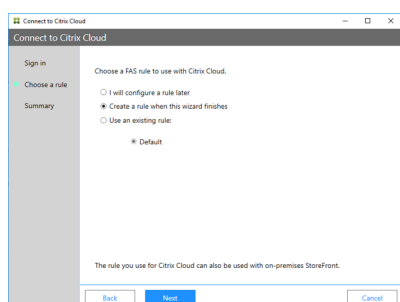 Connect to Citrix Cloud
Connect to Citrix Cloud
Sign in
Choose a rule
Summary
Choose a FAS rule to use with Citrix Cloud.
I will configure a rule later
Create a rule when this wizard finishes
Use an existing rule:
Default
The rule you use for Citrix Cloud can also be used with on-premises StoreFront.
Back
Next
Cancel